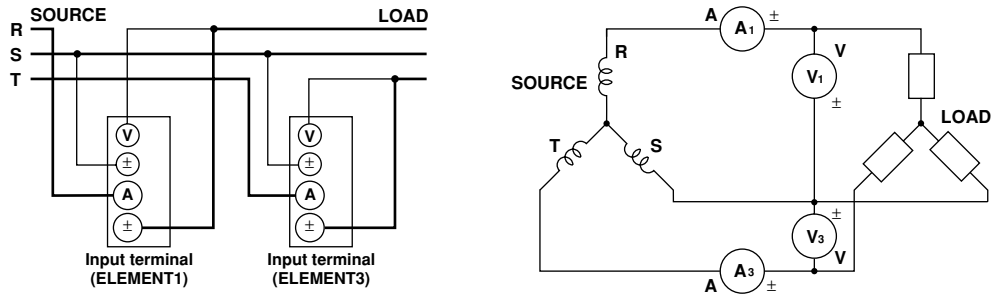 SOURCE
LOAD
R
S
T
V
±
A
±
V
±
A
±
Input terminal
(ELEMENT1)
Input terminal
(ELEMENT3)
A
A1
±
R
V
V1
±
SOURCE
T
S
LOAD
±
V3
V
A
A3
±